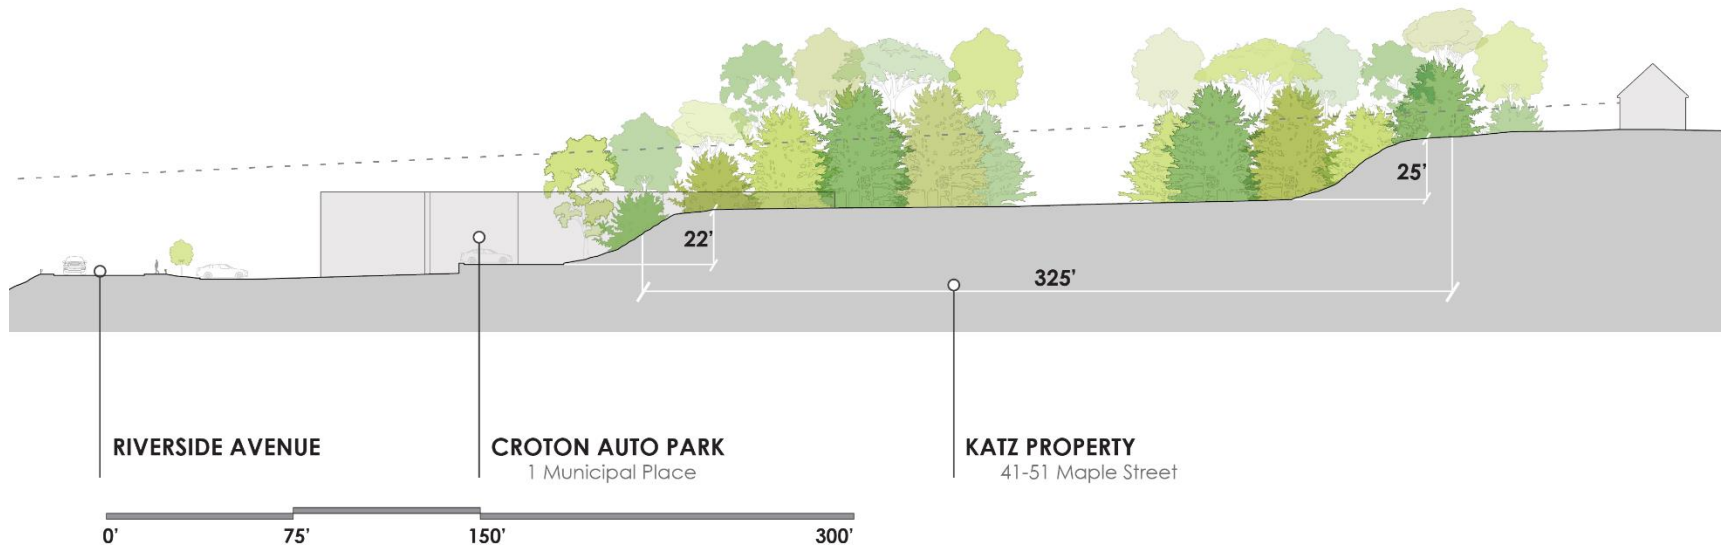 25'
22'
325'
RIVERSIDE AVENUE
CROTON AUTO PARK
1 Municipal Place
KATZ PROPERTY
41-51 Maple Street
0'
75'
150'
300'